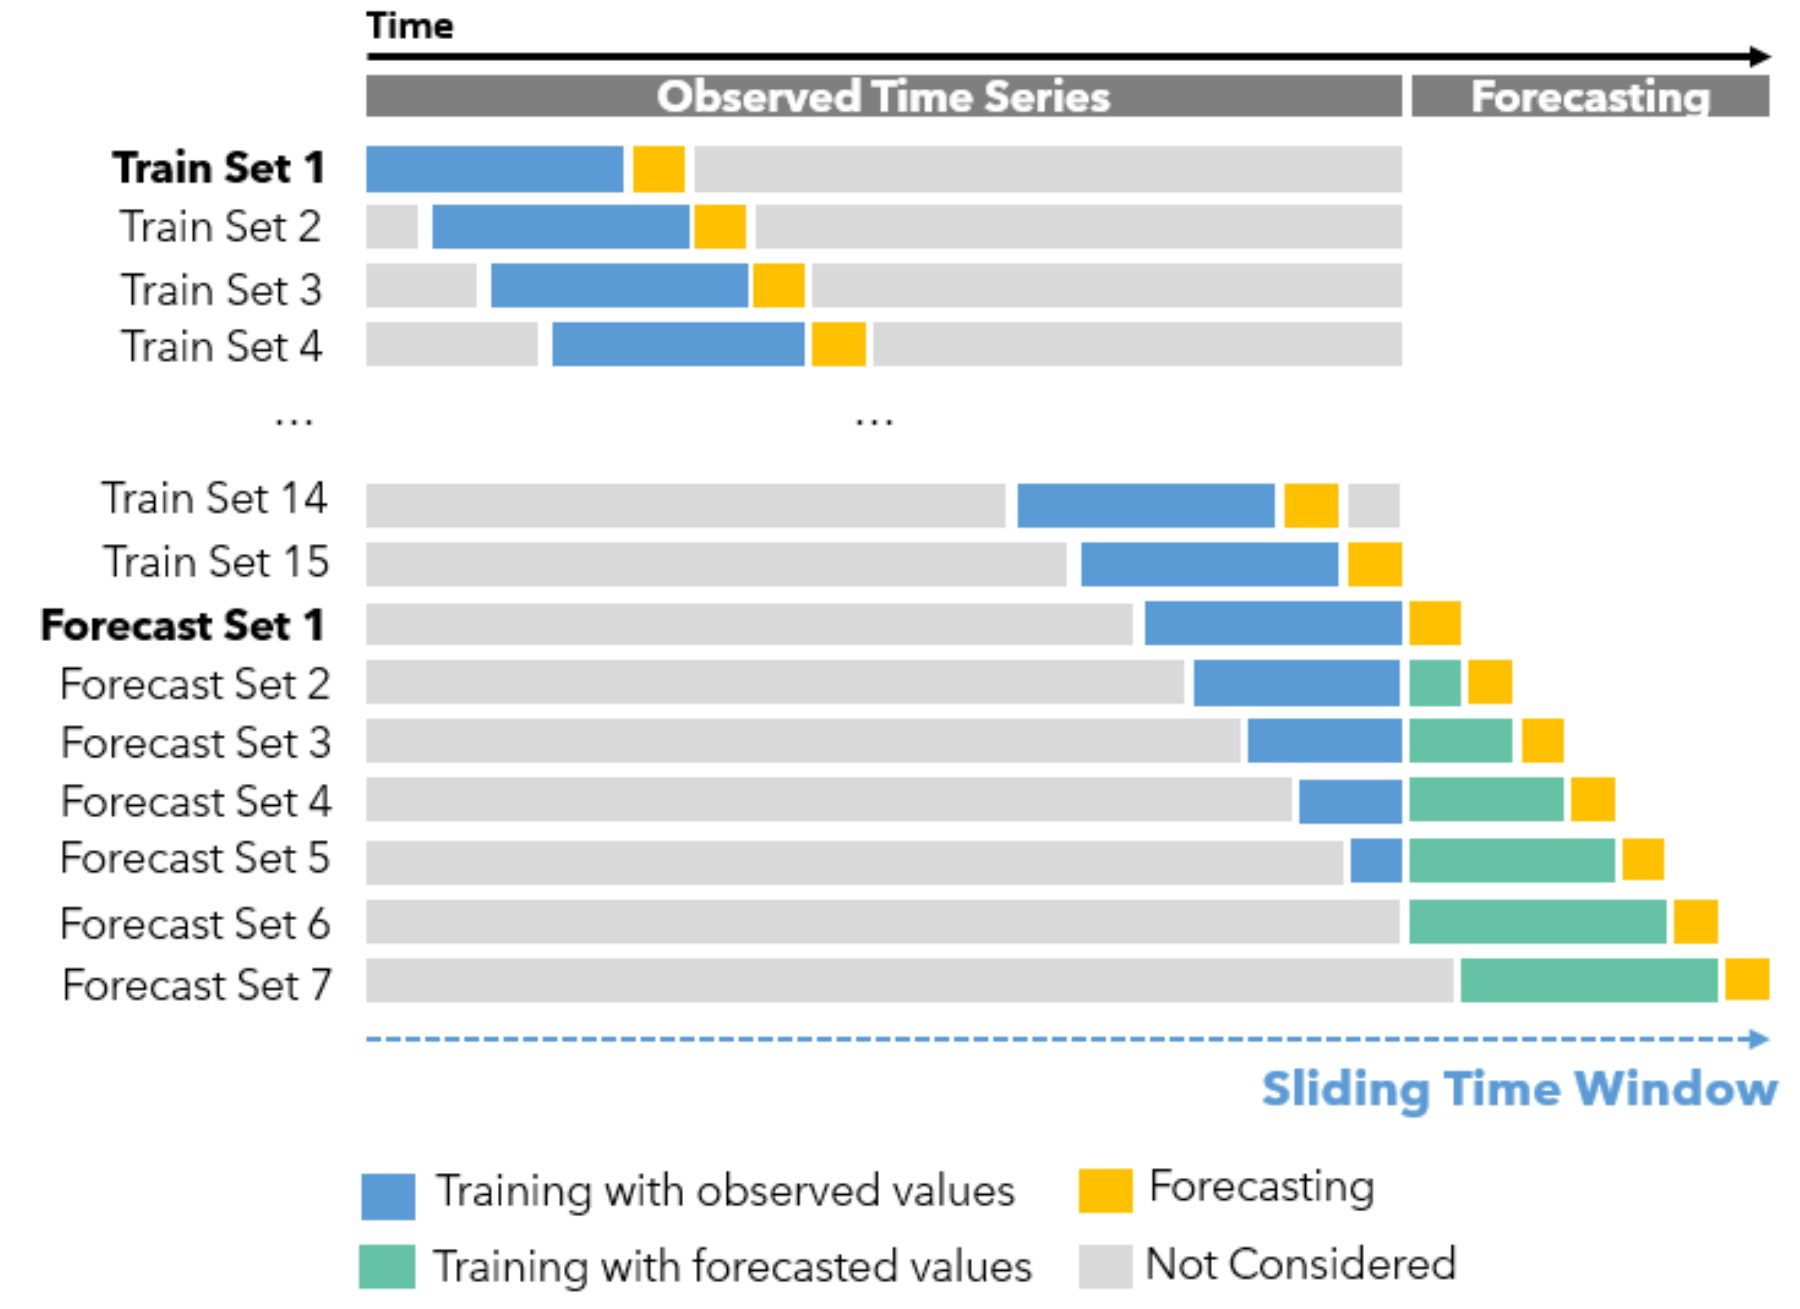 Time
Observed Time Series
Forecasting
Train Set 1
Train Set 2
Train Set 3
Train Set 4
... ...
Train Set 14
Train Set 15
Forecast Set 1
Forecast Set 2
Forecast Set 3
Forecast Set 4
Forecast Set 5
Forecast Set 6
Forecast Set 7
Sliding Time Window
Training with observed values
Forecasting
Training with forecasted values
Not Considered